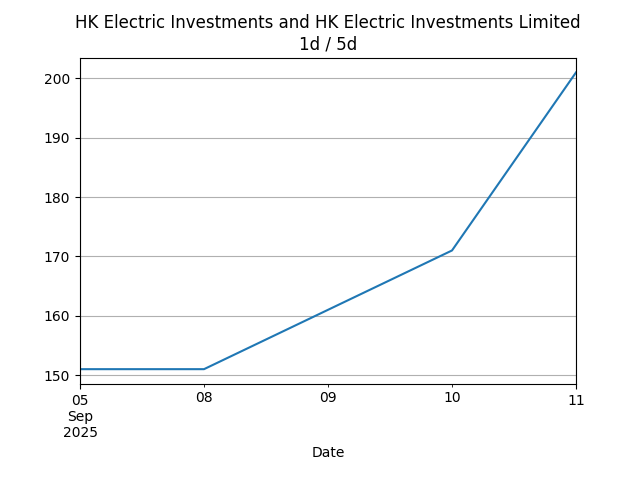 HK Electric Investments and HK Electric Investments Limited
1d / 5d
200
190
180
170
160
150
05 08 09 10 11
Sep
2025
Date